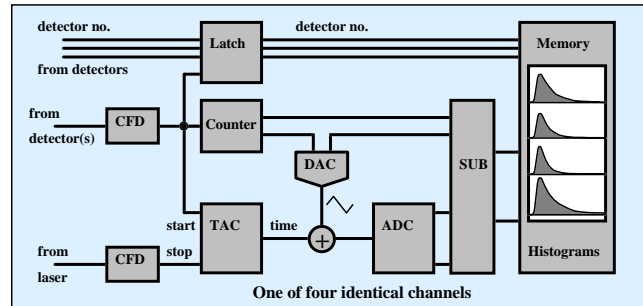 detector no.
detector no.
Latch
Memory
from detectors
from
detector(s)
CFD
Counter
DAC
SUB
start
TAC
time
+
ADC
from
laser
CFD
stop
Histograms
One of four identical channels